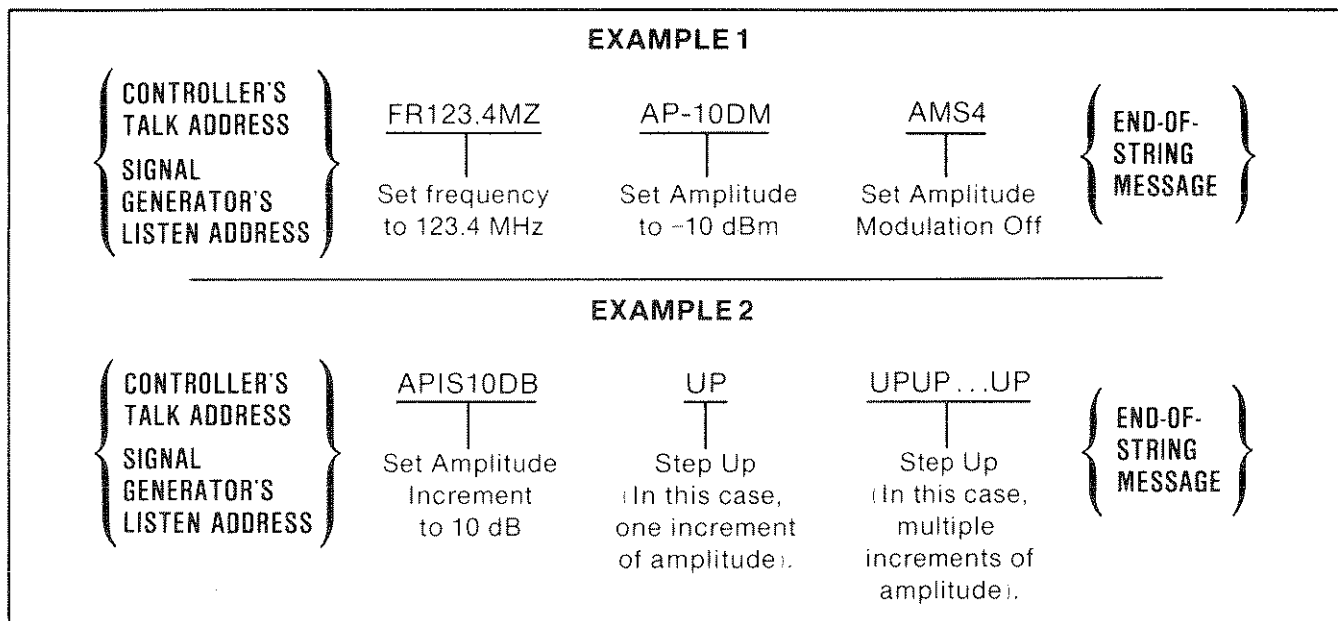 EXAMPLE 1
CONTROLLER'S
TALK ADDRESS
SIGNAL
GENERATOR'S
LISTEN ADDRESS
FR123.4MZ
Set frequency
to 123.4 MHz
AP-10DM
Set Amplitude
to -10 dBm
AMS4
Set Amplitude
Modulation Off
END-OF-
STRING
MESSAGE
EXAMPLE 2
CONTROLLER'S
TALK ADDRESS
SIGNAL
GENERATOR'S
LISTEN ADDRESS
APIS10DB
Set Amplitude
Increment
to 10 dB
UP
Step Up
(In this case,
one increment
of amplitude).
UPUP...UP
Step Up
(In this case,
multiple
increments of
amplitude).
END-OF-
STRING
MESSAGE